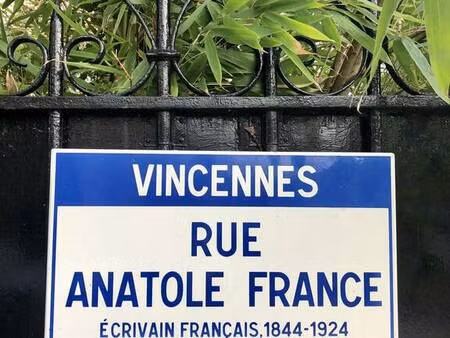 VINCENNES
RUE
ANATOLE FRANCE
ÉCRIVAIN FRANÇAIS, 1844-1924